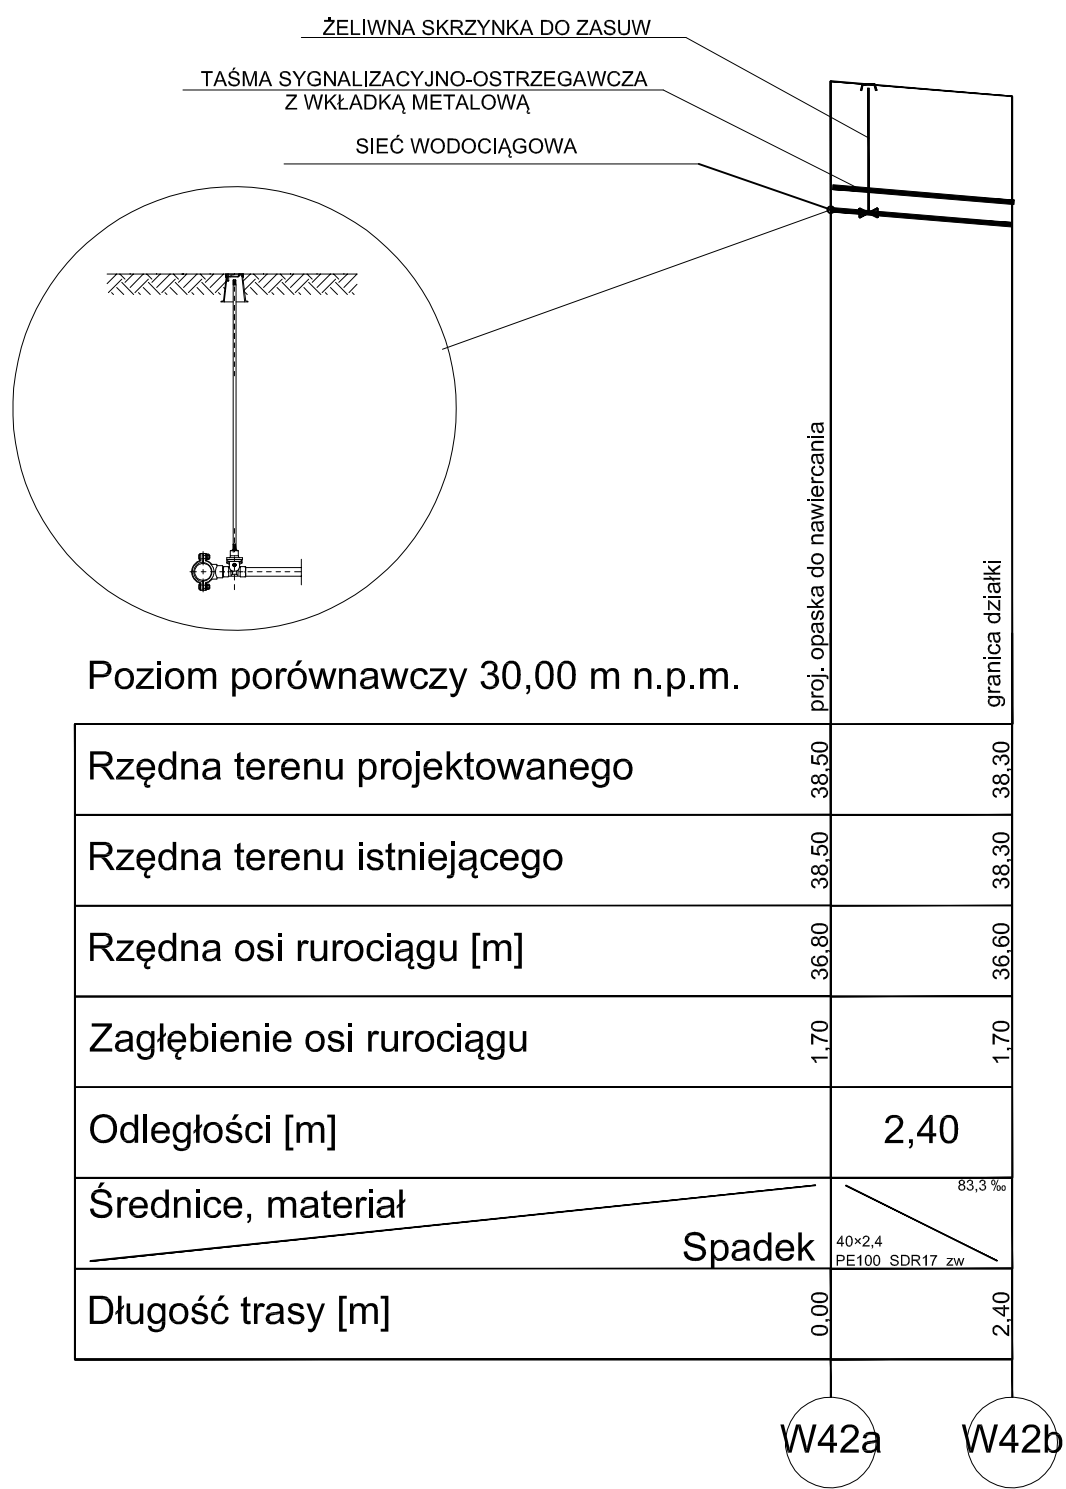 ŻELIWNA SKRZYNKA DO ZASUW
TAŚMA SYGNALIZACYJNO-OSTRZEGAWCZA
Z WKŁADKĄ METALOWĄ
SIEĆ WODOCIĄGOWA
proj. opaska do nawiercania
granica działki
Poziom porównawczy 30,00 m n.p.m.
Rzędna terenu projektowanego 38,50 38,30
Rzędna terenu istniejącego 38,50 38,30
Rzędna osi rurociągu [m] 36,80 36,60
Zagłębienie osi rurociągu 1,70 1,70
Odległości [m] 2,40
Średnice, materiał 83,3 ‰
Spadek 40×2,4
PE100 SDR17 zw
Długość trasy [m] 0,00 2,40
W42a W42b